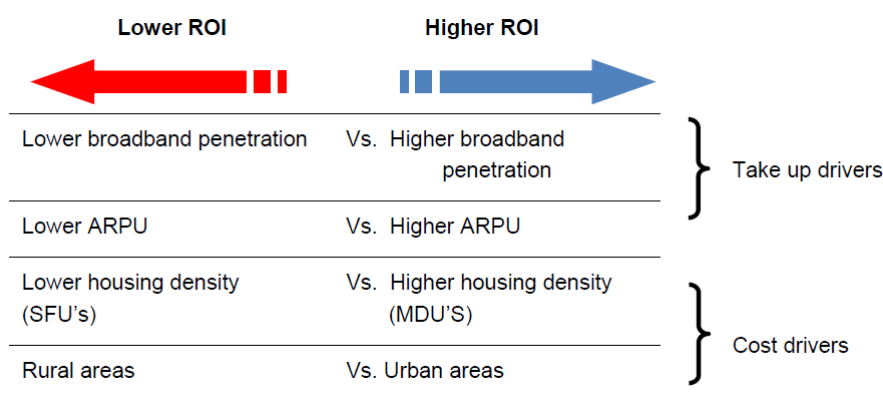 Lower ROI Higher ROI
Lower broadband penetration Vs. Higher broadband
penetration
Take up drivers
Lower ARPU Vs. Higher ARPU
Lower housing density Vs. Higher housing density
(SFU's) (MDU'S)
Cost drivers
Rural areas Vs. Urban areas